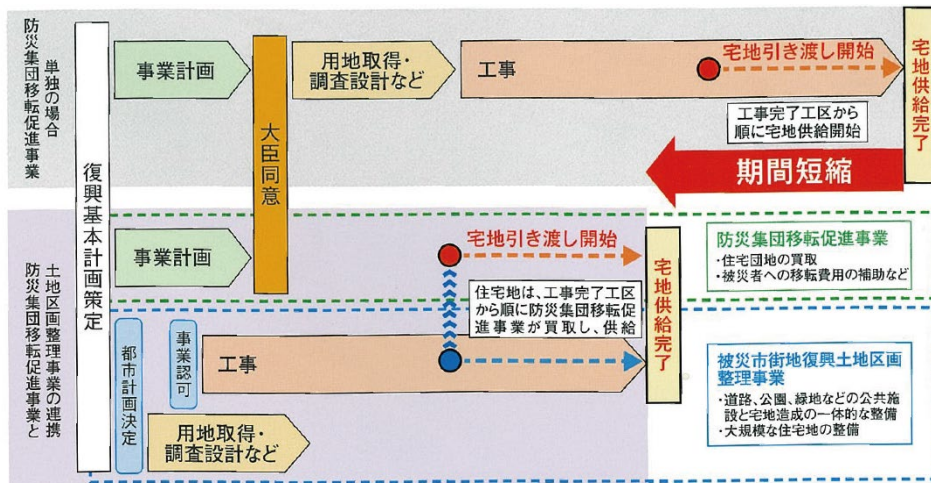 防災集団移転促進事業
単独の場合
復興基本計画策定
事業計画
大臣同意
用地取得・
調査設計など
工事
宅地引き渡し開始
工事完了工区から
順に宅地供給開始
宅地供給完了
期間短縮
防災集団移転促進事業と
土地区画整理事業の連携
事業計画
宅地引き渡し開始
住宅地は、工事完了工区
から順に防災集団移転促
進事業が買取し、供給
宅地供給完了
防災集団移転促進事業
・住宅団地の買取
・被災者への移転費用の補助など
都市計画決定
事業認可
工事
用地取得・
調査設計など
被災市街地復興土地区画
整理事業
・道路、公園、緑地などの公共施
設と宅地造成の一体的な整備
・大規模な住宅地の整備